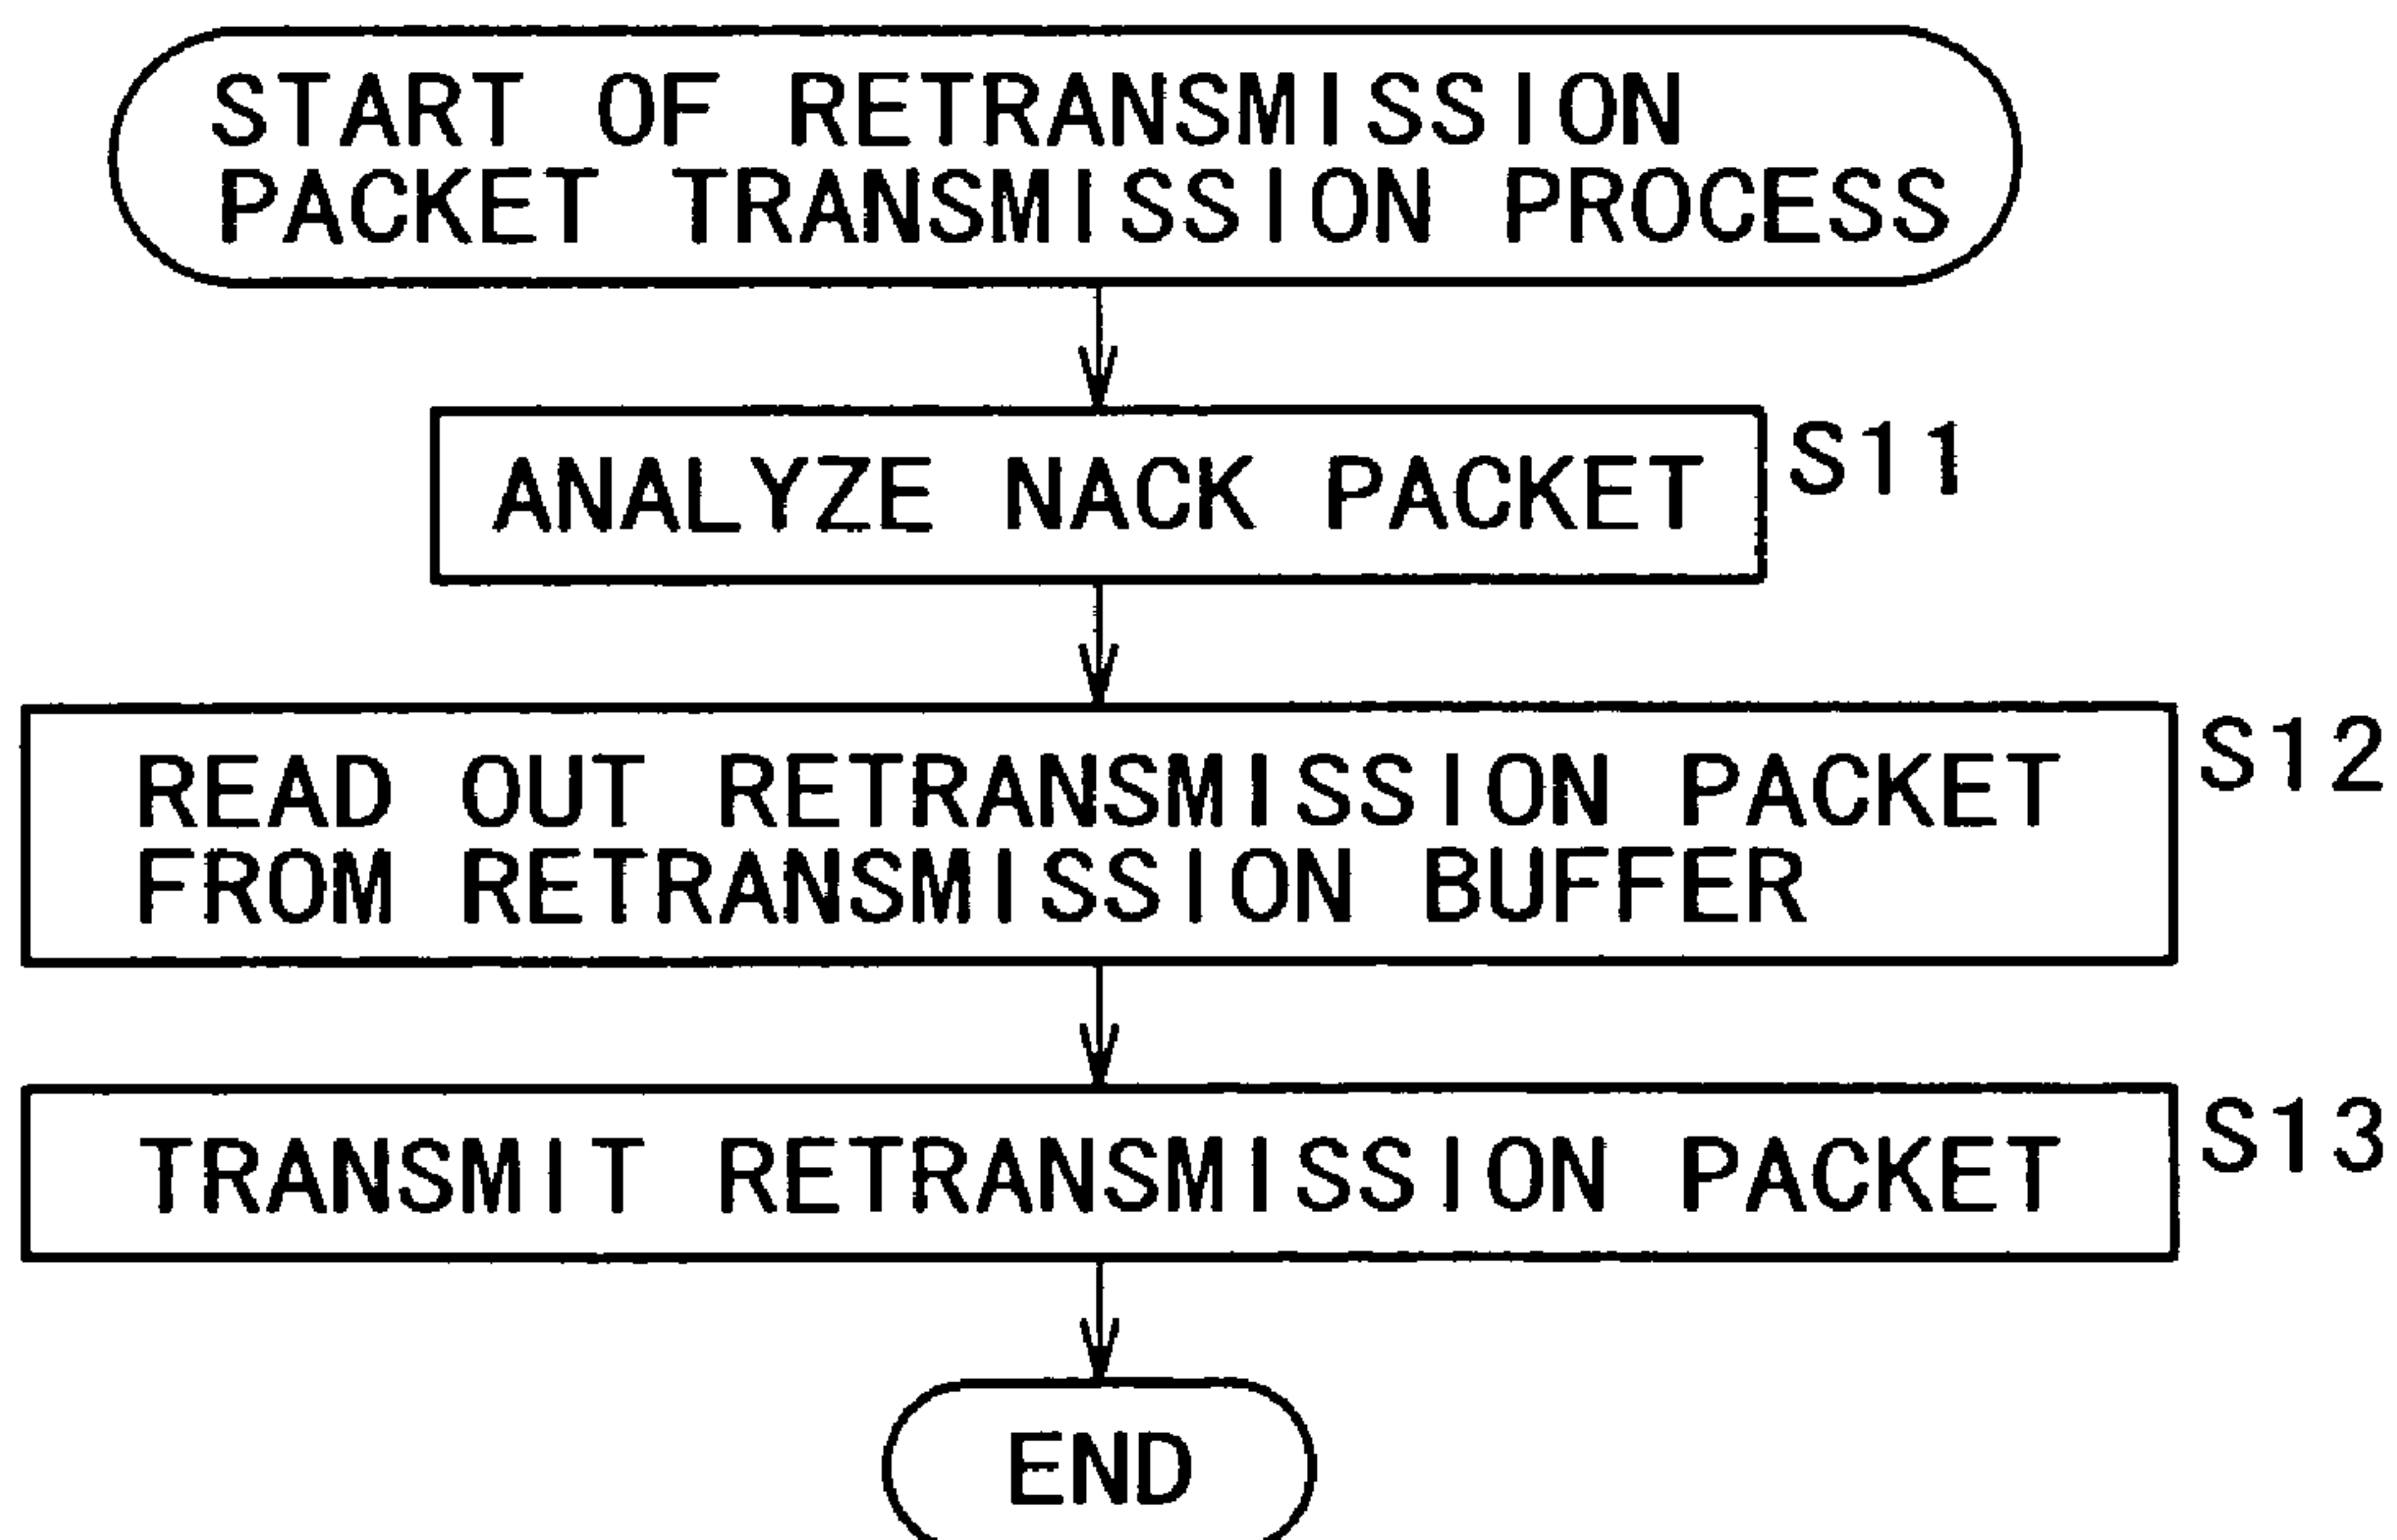 START OF RETRANSMISSION
PACKET TRANSMISSION PROCESS
ANALYZE NACK PACKET
S11
READ OUT RETRANSMISSION PACKET
FROM RETRANSMISSION BUFFER
S12
TRANSMIT RETRANSMISSION PACKET
S13
END